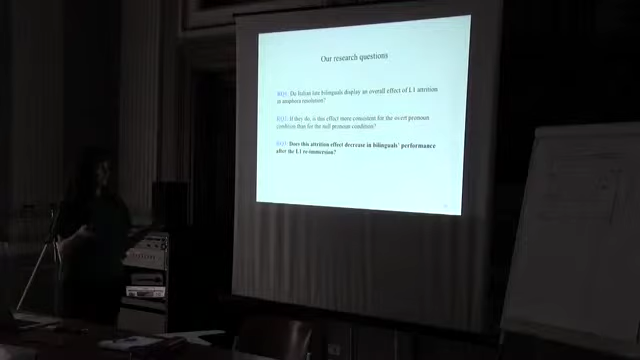 Our research questions
RQ1: Do Italian late bilinguals display an overall effect of L1 attrition
in anaphora resolution?
RQ2: If they do, is this effect more consistent for the overt pronoun
condition than for the null pronoun condition?
RQ3: Does this attrition effect decrease in bilinguals' performance
after the L1 re-immersion?